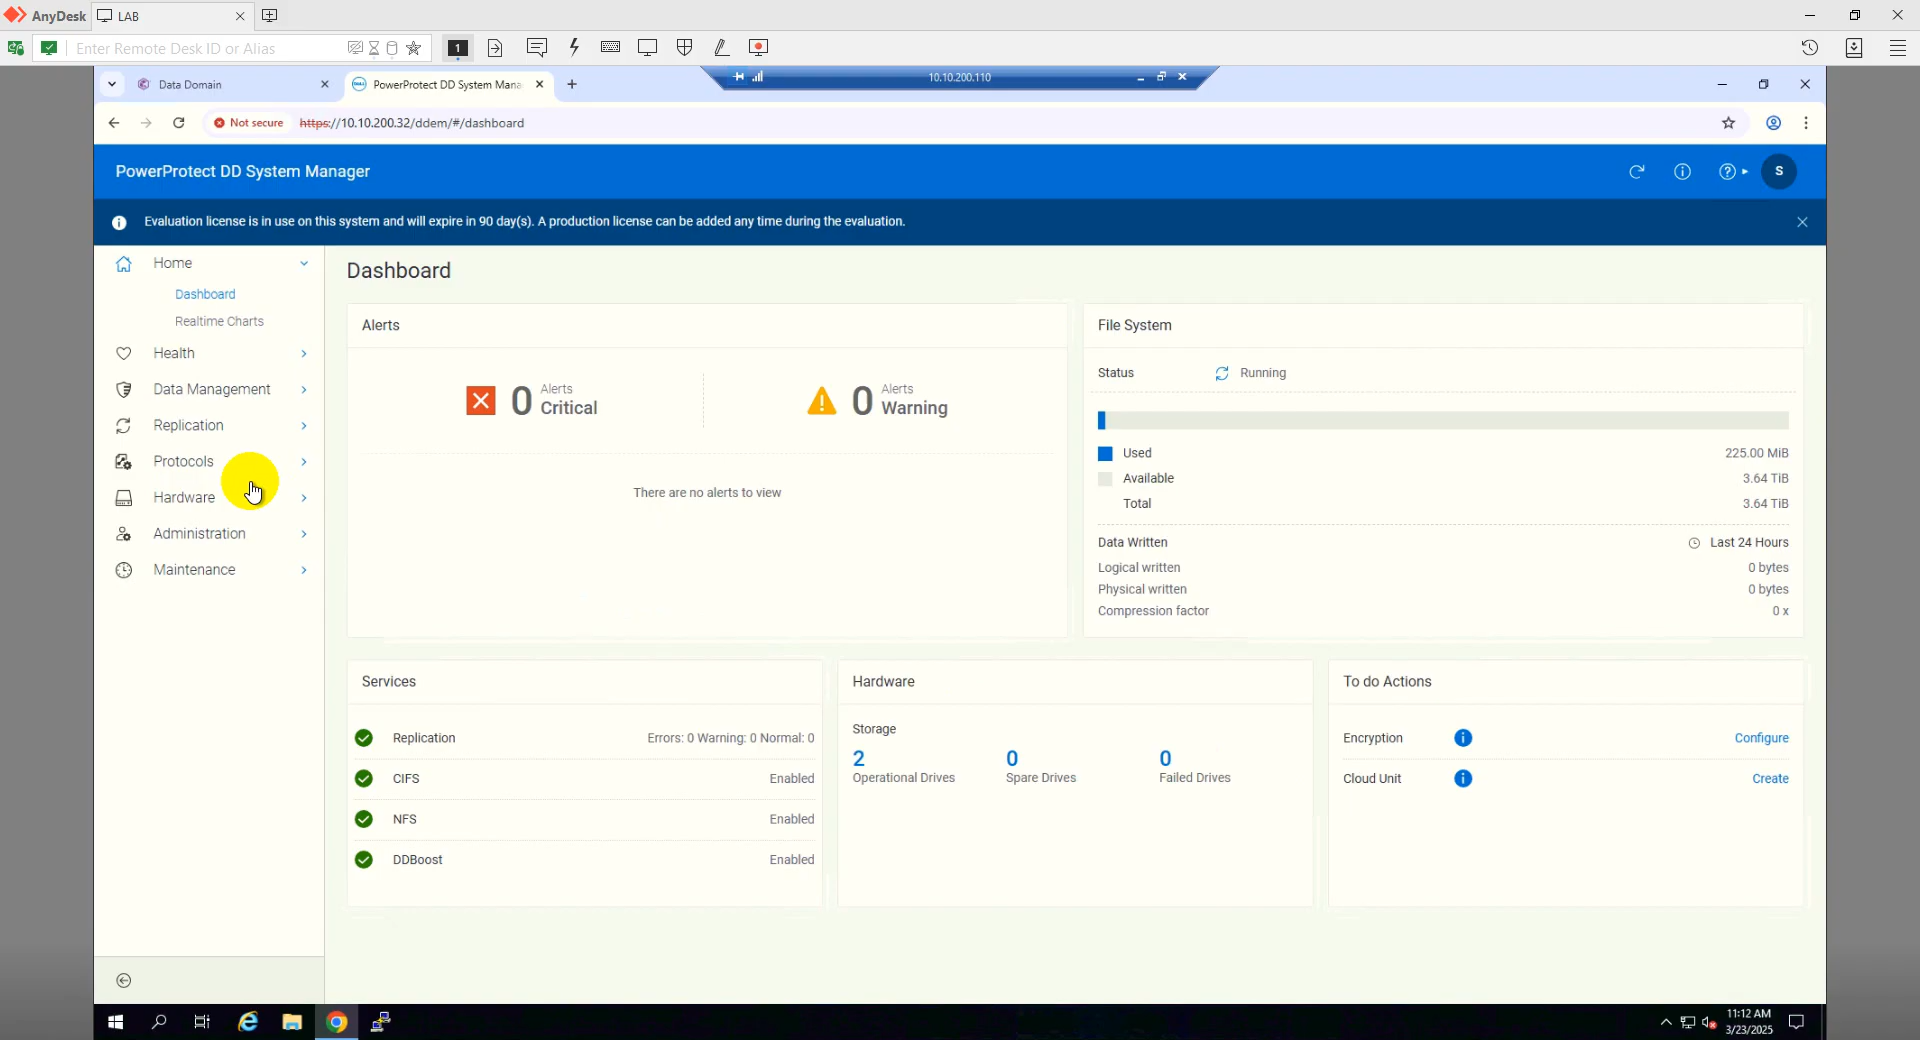 AnyDesk
LAB
Enter Remote Desk ID or Alias
1
Data Domain
PowerProtect DD System Mana
10.10.200.110
Not secure
https://10.10.200.32/ddem/#/dashboard
PowerProtect DD System Manager
S
Evaluation license is in use on this system and will expire in 90 day(s). A production license can be added any time during the evaluation.
Home
Dashboard
Realtime Charts
Health
Data Management
Replication
Protocols
Hardware
Administration
Maintenance
Dashboard
Alerts
0 Alerts Critical
0 Alerts Warning
There are no alerts to view
File System
Status Running
Used 225.00 MiB
Available 3.64 TiB
Total 3.64 TiB
Data Written Last 24 Hours
Logical written 0 bytes
Physical written 0 bytes
Compression factor 0 x
Services
Replication Errors: 0 Warning: 0 Normal: 0
CIFS Enabled
NFS Enabled
DDBoost Enabled
Hardware
Storage
2 0 0
Operational Drives Spare Drives Failed Drives
To do Actions
Encryption Configure
Cloud Unit Create
11:12 AM
3/23/2025